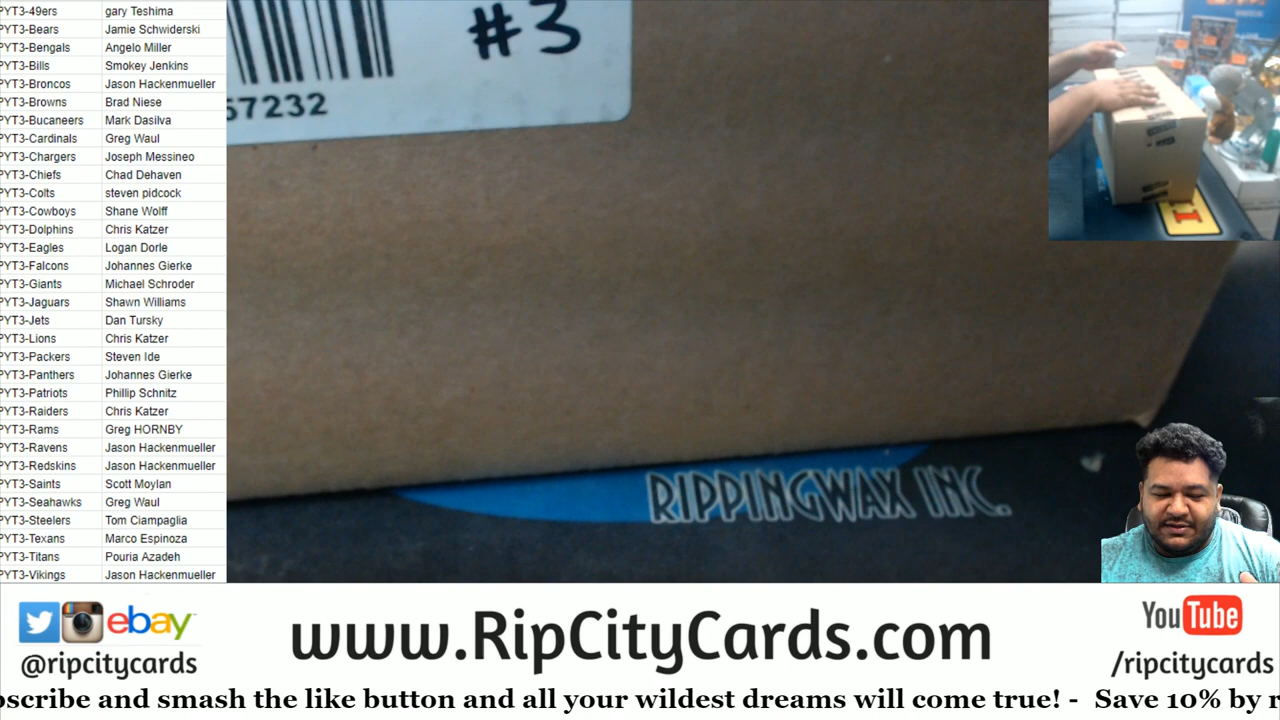 PYT3-49ers gary Teshima
PYT3-Bears Jamie Schwiderski
PYT3-Bengals Angelo Miller
PYT3-Bills Smokey Jenkins
PYT3-Broncos Jason Hackenmueller
PYT3-Browns Brad Niese
PYT3-Bucaneers Mark Dasilva
PYT3-Cardinals Greg Waul
PYT3-Chargers Joseph Messineo
PYT3-Chiefs Chad Dehaven
PYT3-Colts steven pidcock
PYT3-Cowboys Shane Wolff
PYT3-Dolphins Chris Katzer
PYT3-Eagles Logan Dorle
PYT3-Falcons Johannes Gierke
PYT3-Giants Michael Schroder
PYT3-Jaguars Shawn Williams
PYT3-Jets Dan Tursky
PYT3-Lions Chris Katzer
PYT3-Packers Steven Ide
PYT3-Panthers Johannes Gierke
PYT3-Patriots Phillip Schnitz
PYT3-Raiders Chris Katzer
PYT3-Rams Greg HORNBY
PYT3-Ravens Jason Hackenmueller
PYT3-Redskins Jason Hackenmueller
PYT3-Saints Scott Moylan
PYT3-Seahawks Greg Waul
PYT3-Steelers Tom Ciampaglia
PYT3-Texans Marco Espinoza
PYT3-Titans Pouria Azadeh
PYT3-Vikings Jason Hackenmueller
#3
57232
RIPPINGWAX INC.
ebay
@ripcitycards
www.RipCityCards.com
YouTube
/ripcitycards
bscribe and smash the like button and all your wildest dreams will come true! - Save 10% by